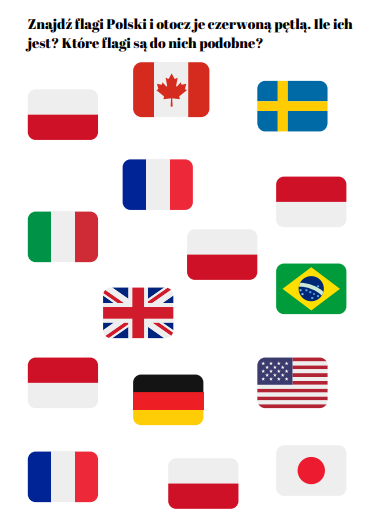 Znajdź flagi Polski i otocz je czerwoną pętlą. Ile ich
jest? Które flagi są do nich podobne?